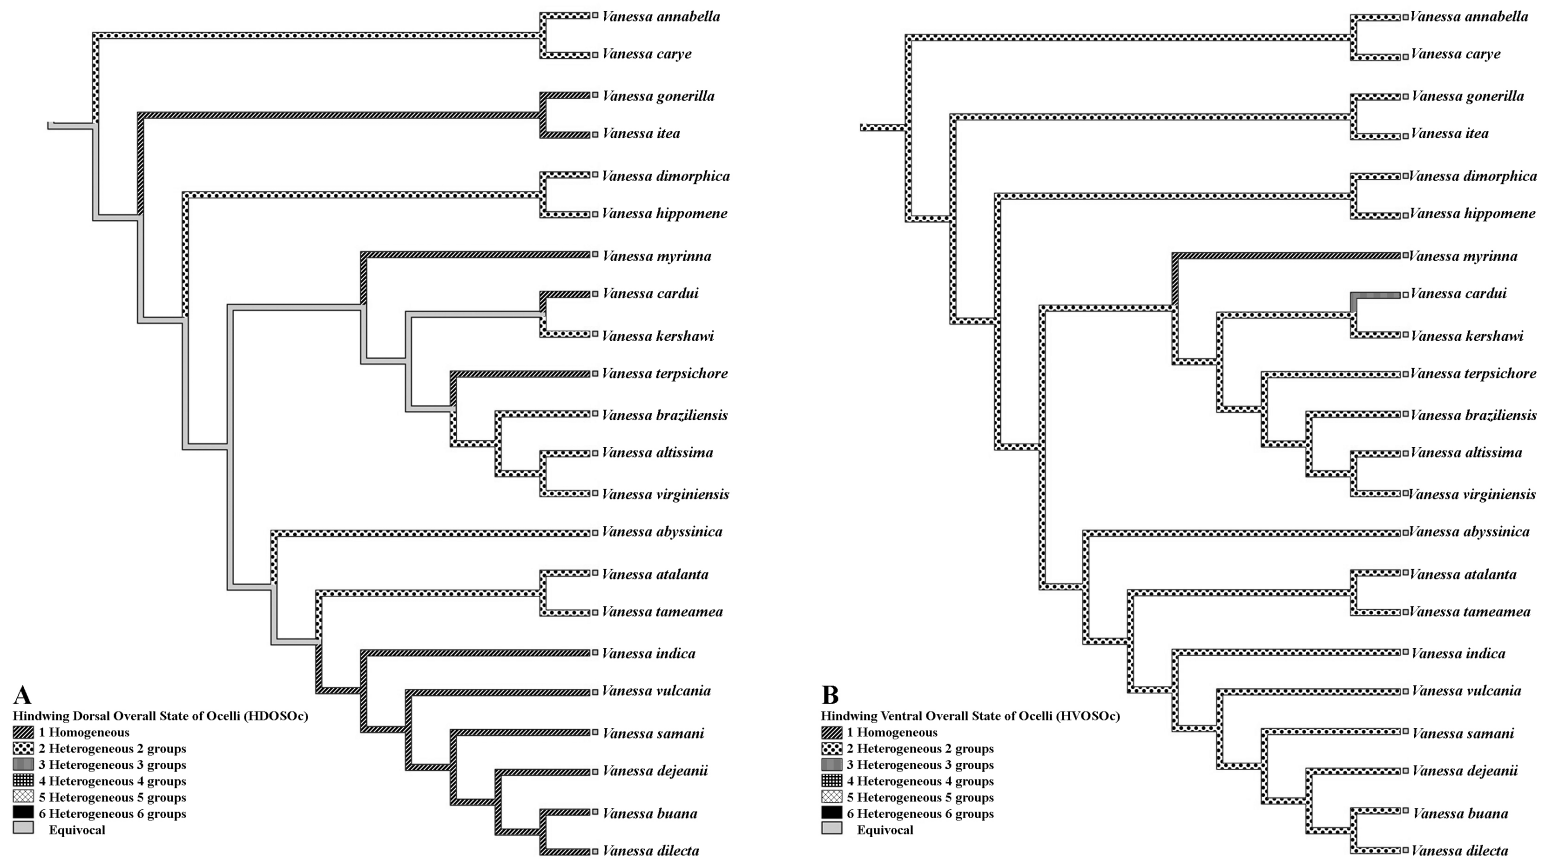 Vanessa annabella
Vanessa carye
Vanessa gonerilla
Vanessa itea
Vanessa dimorphica
Vanessa hippomene
Vanessa myrinna
Vanessa cardui
Vanessa kershawi
Vanessa terpsichore
Vanessa braziliensis
Vanessa altissima
Vanessa virginiensis
Vanessa abyssinica
Vanessa atalanta
Vanessa tameamea
Vanessa indica
Vanessa vulcania
Vanessa samani
Vanessa dejeanii
Vanessa buana
Vanessa dilecta
A
Hindwing Dorsal Overall State of Ocelli (HDOSOc)
1 Homogeneous
2 Heterogeneous 2 groups
3 Heterogeneous 3 groups
4 Heterogeneous 4 groups
5 Heterogeneous 5 groups
6 Heterogeneous 6 groups
Equivocal
Vanessa annabella
Vanessa carye
Vanessa gonerilla
Vanessa itea
Vanessa dimorphica
Vanessa hippomene
Vanessa myrinna
Vanessa cardui
Vanessa kershawi
Vanessa terpsichore
Vanessa braziliensis
Vanessa altissima
Vanessa virginiensis
Vanessa abyssinica
Vanessa atalanta
Vanessa tameamea
Vanessa indica
Vanessa vulcania
Vanessa samani
Vanessa dejeanii
Vanessa buana
Vanessa dilecta
B
Hindwing Ventral Overall State of Ocelli (HVOSOc)
1 Homogeneous
2 Heterogeneous 2 groups
3 Heterogeneous 3 groups
4 Heterogeneous 4 groups
5 Heterogeneous 5 groups
6 Heterogeneous 6 groups
Equivocal